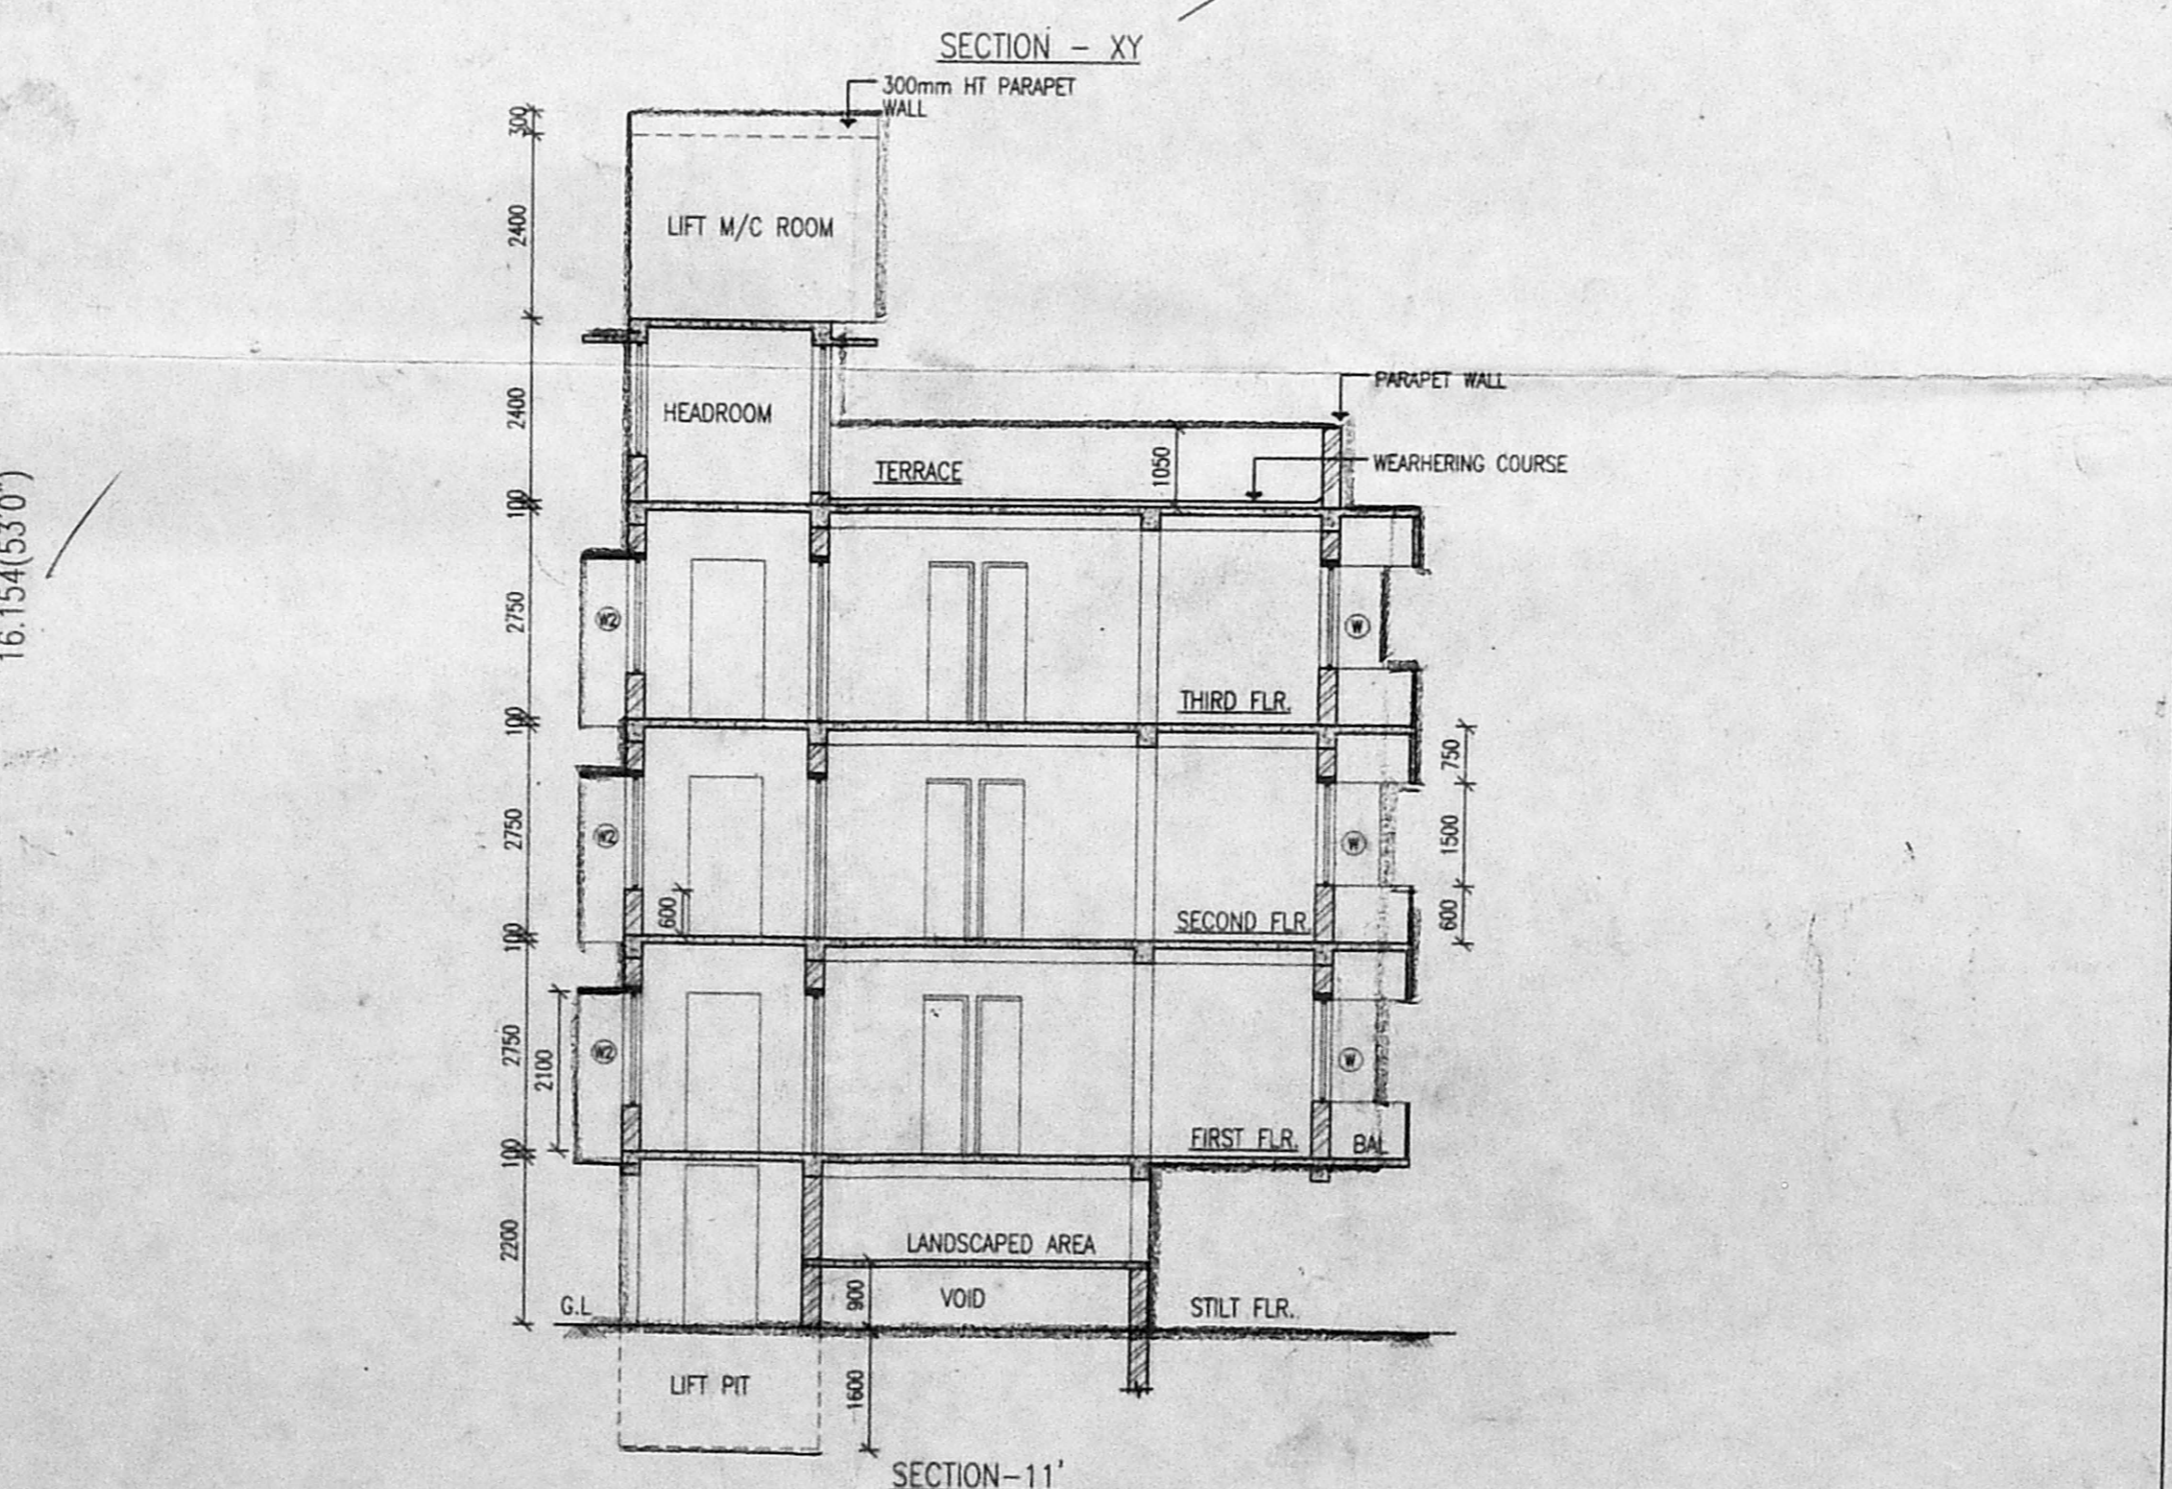 SECTION - XY
300mm HT PARAPET
WALL
300
2400
LIFT M/C ROOM
PARAPET WALL
2400
HEADROOM
TERRACE
1050
WEARHERING COURSE
16.154(53'0")
100
2750
W2
W
THIRD FLR.
100
750
2750
W2
W
1500
600
SECOND FLR.
600
100
2750
2100
W2
W
FIRST FLR.
BAL
100
2200
LANDSCAPED AREA
900
VOID
STILT FLR.
G.L
LIFT PIT
1600
SECTION-11'